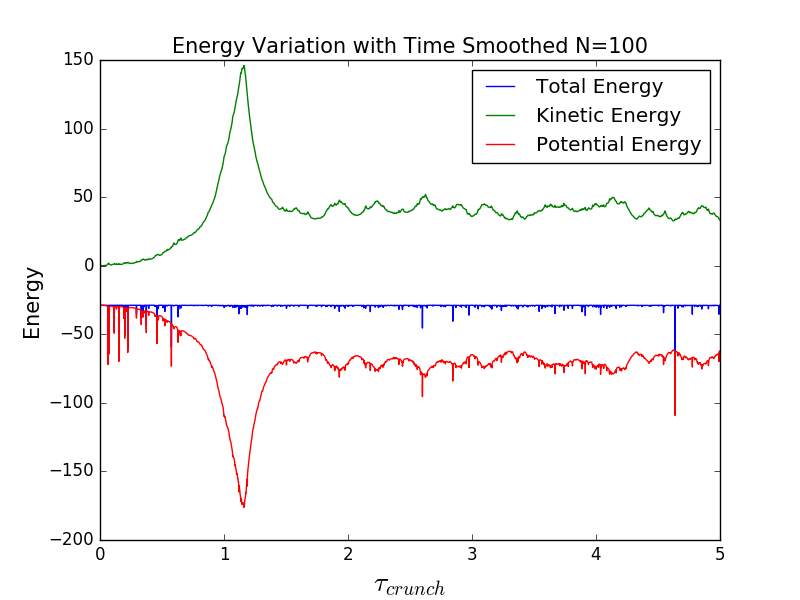 Energy Variation with Time Smoothed N=100
150
100
50
0
−50
−100
−150
−200
Energy
Total Energy
Kinetic Energy
Potential Energy
0 1 2 3 4 5
τcrunch